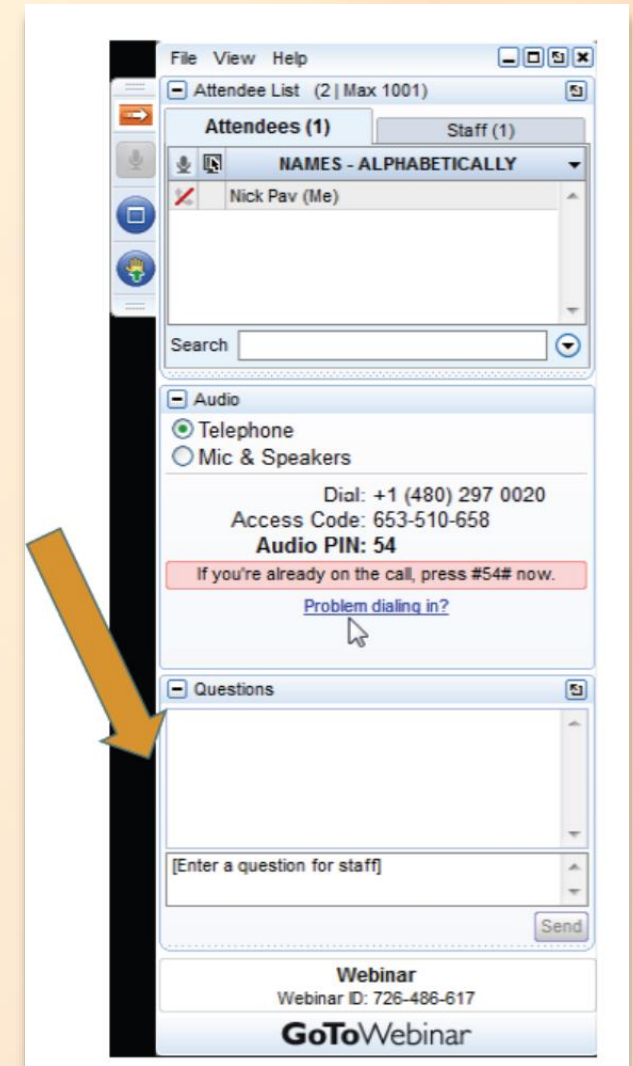 File View Help
Attendee List (2 | Max 1001)
Attendees (1) Staff (1)
NAMES - ALPHABETICALLY
Nick Pav (Me)
Search
Audio
Telephone
Mic & Speakers
Dial: +1 (480) 297 0020
Access Code: 653-510-658
Audio PIN: 54
If you're already on the call, press #54# now.
Problem dialing in?
Questions
[Enter a question for staff]
Send
Webinar
Webinar ID: 726-486-617
GoToWebinar